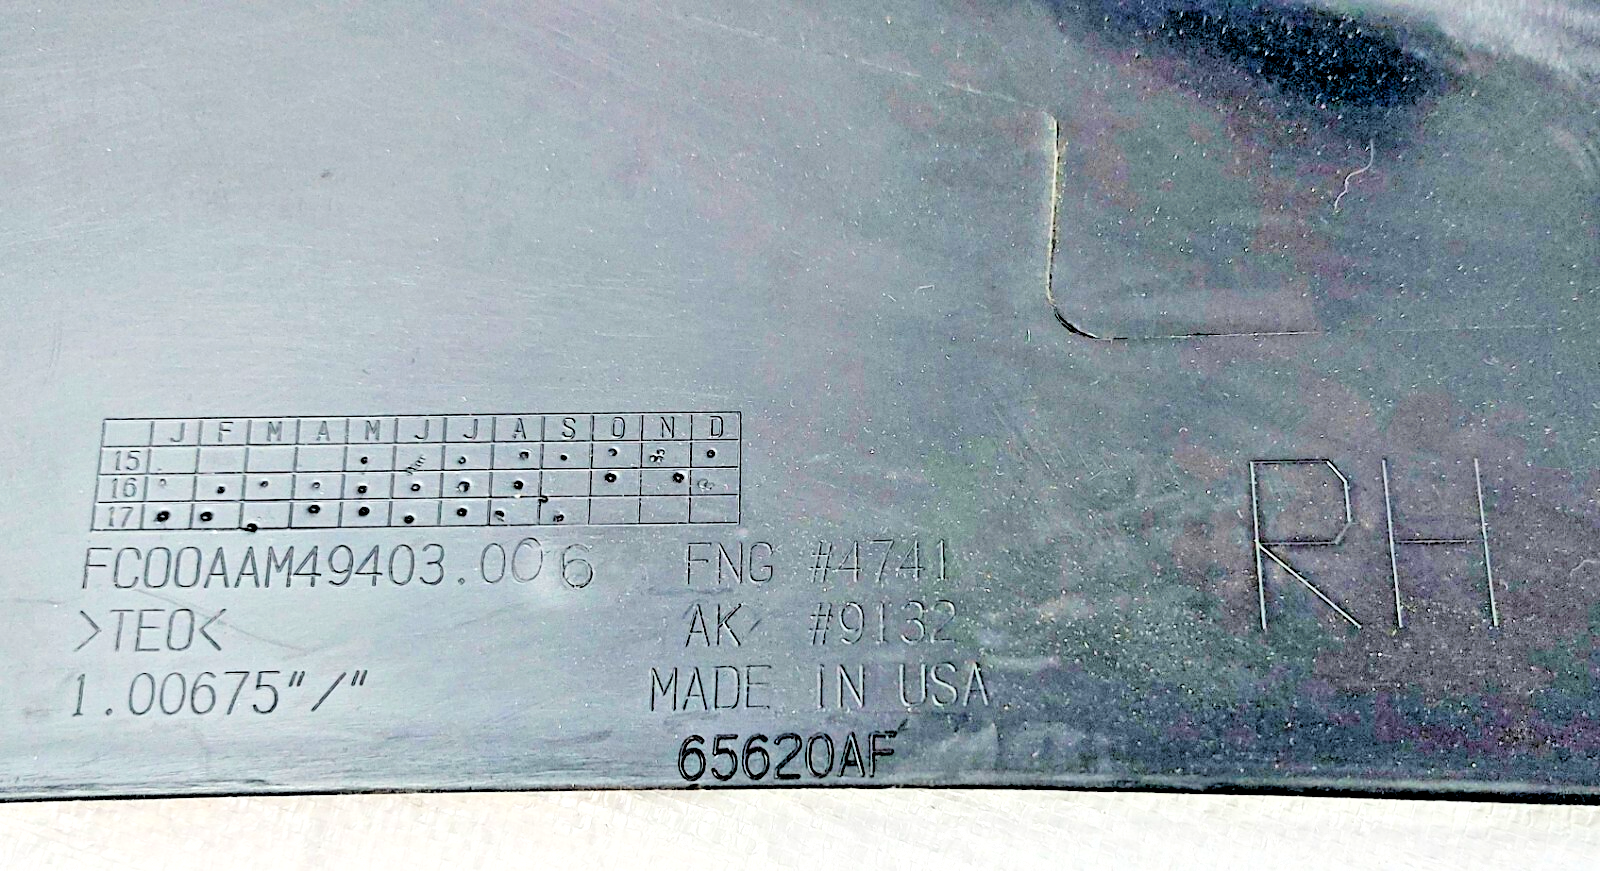 J F M A M J J A S O N D
15
16
17
FC00AAM49403.006
>TEO<
1.00675"/"
FNG #4741
AK #9132
MADE IN USA
65620AF
RH